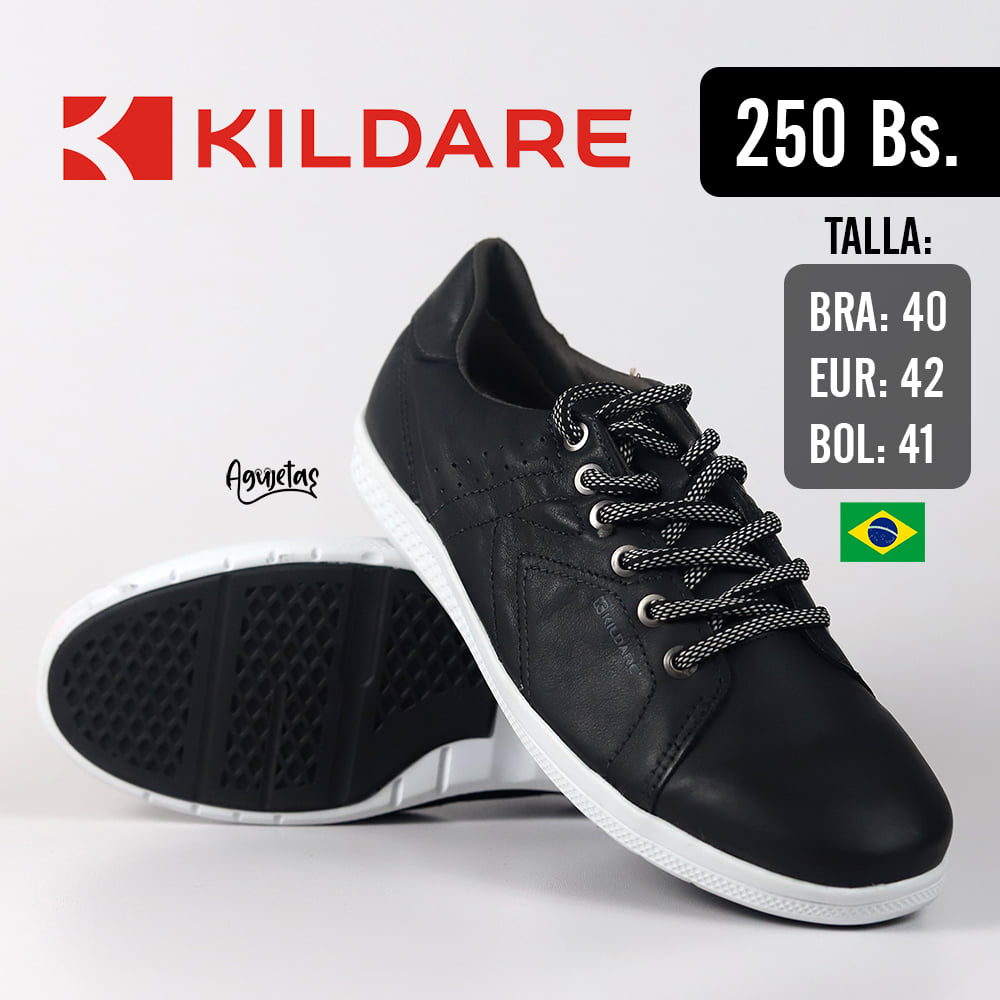 KILDARE
250 Bs.
TALLA:
BRA: 40
EUR: 42
BOL: 41
Agujetas
KILDARE